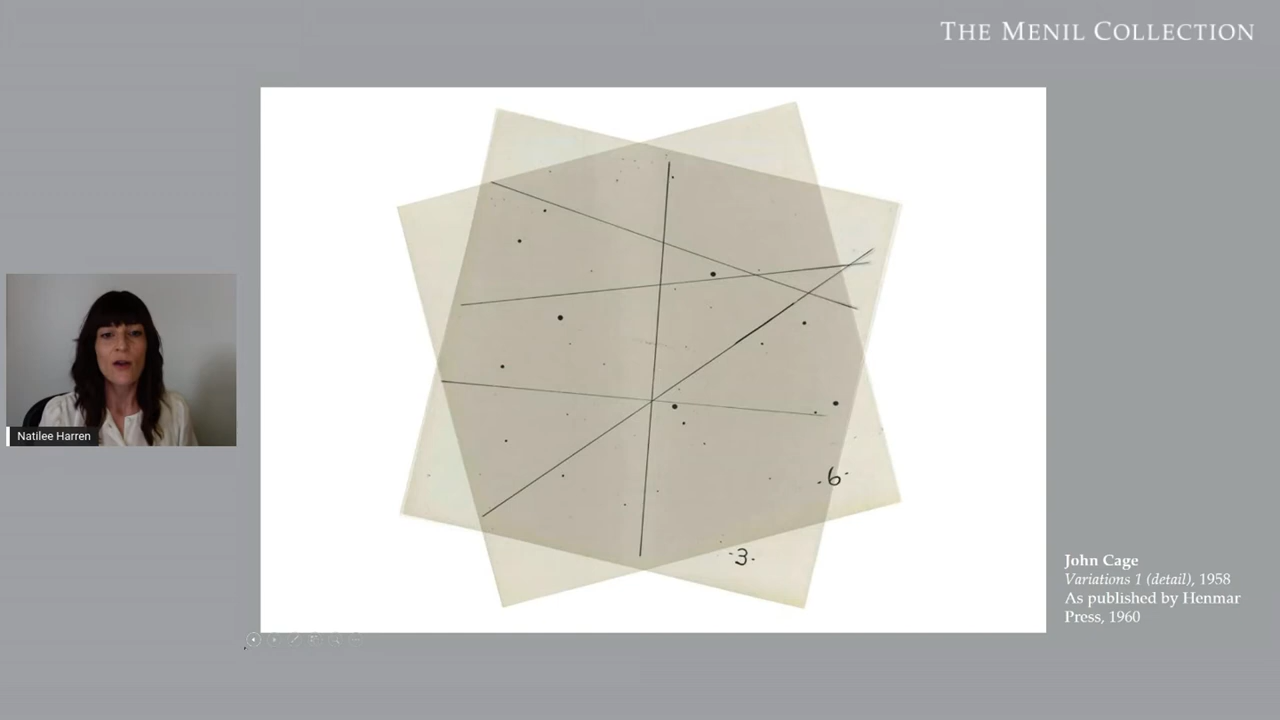 THE MENIL COLLECTION
Natilee Harren
.6.
.3.
John Cage
Variations 1 (detail), 1958
As published by Henmar
Press, 1960